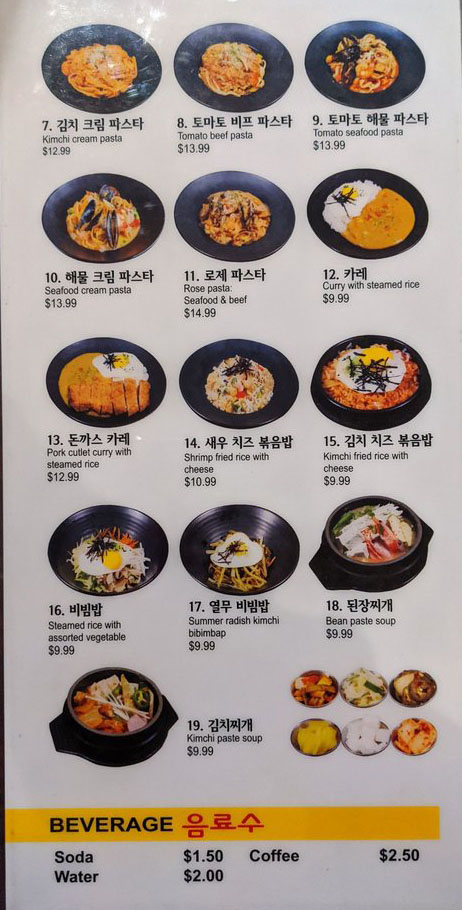 7. 김치 크림 파스타
Kimchi cream pasta
$12.99
8. 토마토 비프 파스타
Tomato beef pasta
$13.99
9. 토마토 해물 파스타
Tomato seafood pasta
$13.99
10. 해물 크림 파스타
Seafood cream pasta
$13.99
11. 로제 파스타
Rose pasta:
Seafood & beef
$14.99
12. 카레
Curry with steamed rice
$9.99
13. 돈까스 카레
Pork cutlet curry with
steamed rice
$12.99
14. 새우 치즈 볶음밥
Shrimp fried rice with
cheese
$10.99
15. 김치 치즈 볶음밥
Kimchi fried rice with
cheese
$9.99
16. 비빔밥
Steamed rice with
assorted vegetable
$9.99
17. 열무 비빔밥
Summer radish kimchi
bibimbap
$9.99
18. 된장찌개
Bean paste soup
$9.99
19. 김치찌개
Kimchi paste soup
$9.99
BEVERAGE 음료수
Soda $1.50 Coffee $2.50
Water $2.00